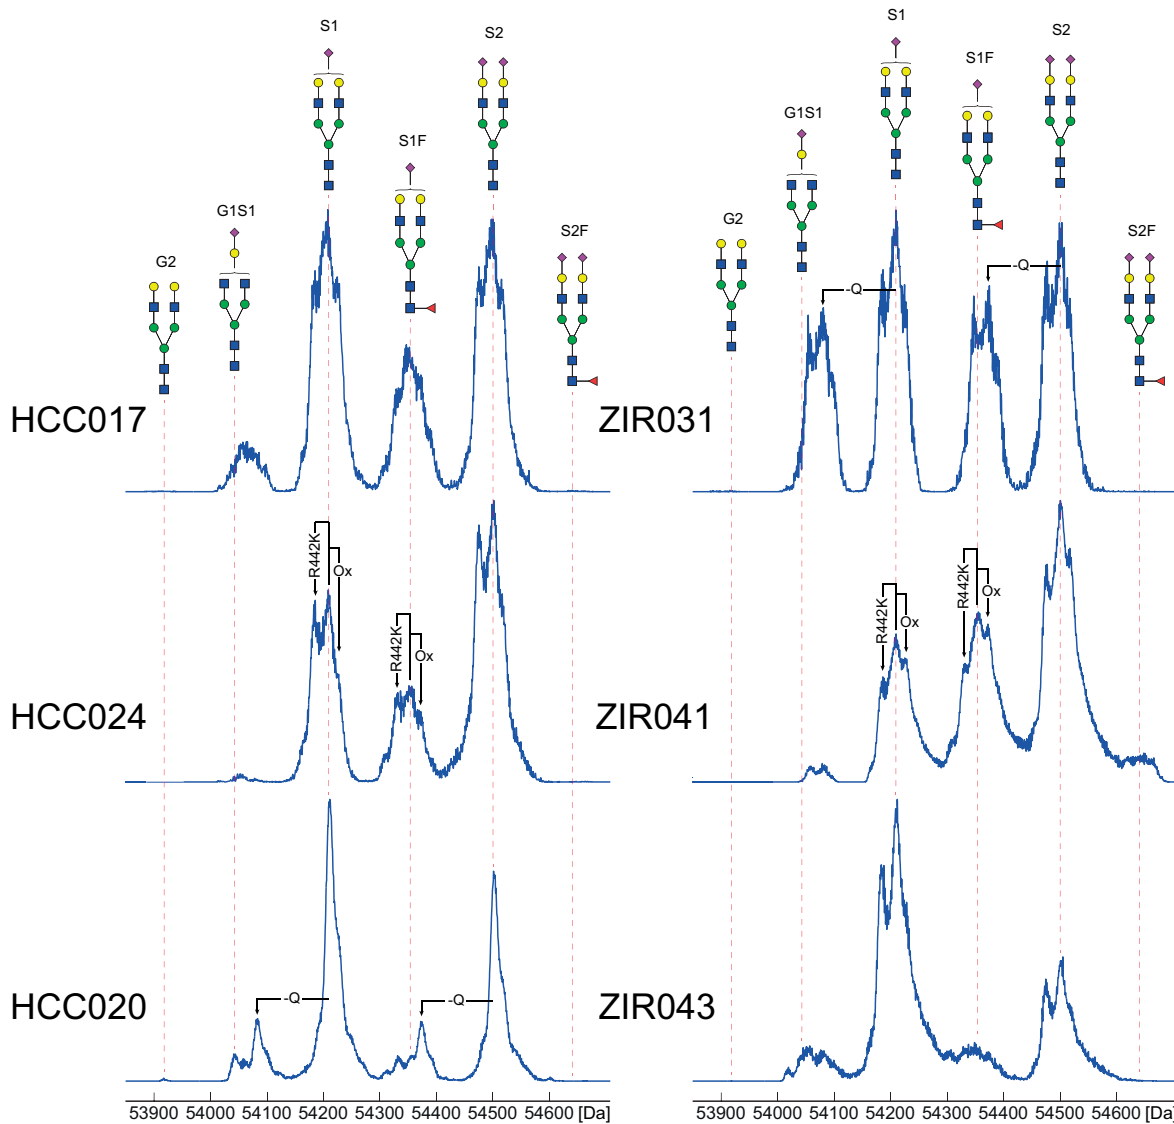 S1
S2
S1F
G1S1
G2
S2F
HCC017
S1
S2
S1F
G1S1
G2
S2F
-Q
-Q
ZIR031
R442K
Ox
R442K
Ox
HCC024
R442K
Ox
R442K
Ox
ZIR041
-Q
-Q
HCC020
ZIR043
53900 54000 54100 54200 54300 54400 54500 54600 [Da]
53900 54000 54100 54200 54300 54400 54500 54600 [Da]